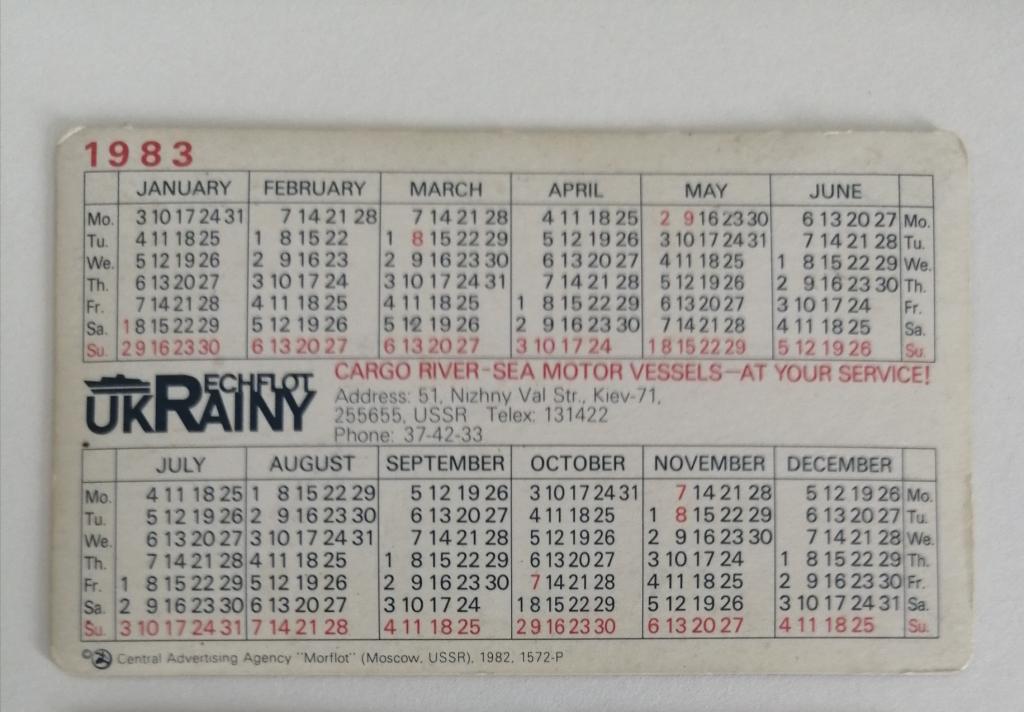 1983
JANUARY FEBRUARY MARCH APRIL MAY JUNE
Mo. 3 10 17 24 31 7 14 21 28 7 14 21 28 4 11 18 25 2 9 16 23 30 6 13 20 27 Mo.
Tu. 4 11 18 25 1 8 15 22 1 8 15 22 29 5 12 19 26 3 10 17 24 31 7 14 21 28 Tu.
We. 5 12 19 26 2 9 16 23 2 9 16 23 30 6 13 20 27 4 11 18 25 1 8 15 22 29 We.
Th. 6 13 20 27 3 10 17 24 3 10 17 24 31 7 14 21 28 5 12 19 26 2 9 16 23 30 Th.
Fr. 7 14 21 28 4 11 18 25 4 11 18 25 1 8 15 22 29 6 13 20 27 3 10 17 24 Fr.
Sa. 1 8 15 22 29 5 12 19 26 5 12 19 26 2 9 16 23 30 7 14 21 28 4 11 18 25 Sa.
Su. 2 9 16 23 30 6 13 20 27 6 13 20 27 3 10 17 24 1 8 15 22 29 5 12 19 26 Su.
UKRECHFLOT
UKRAINY
CARGO RIVER-SEA MOTOR VESSELS—AT YOUR SERVICE!
Address: 51, Nizhny Val Str., Kiev-71,
255655, USSR Telex: 131422
Phone: 37-42-33
JULY AUGUST SEPTEMBER OCTOBER NOVEMBER DECEMBER
Mo. 4 11 18 25 1 8 15 22 29 5 12 19 26 3 10 17 24 31 7 14 21 28 5 12 19 26 Mo.
Tu. 5 12 19 26 2 9 16 23 30 6 13 20 27 4 11 18 25 1 8 15 22 29 6 13 20 27 Tu.
We. 6 13 20 27 3 10 17 24 31 7 14 21 28 5 12 19 26 2 9 16 23 30 7 14 21 28 We.
Th. 7 14 21 28 4 11 18 25 1 8 15 22 29 6 13 20 27 3 10 17 24 1 8 15 22 29 Th.
Fr. 1 8 15 22 29 5 12 19 26 2 9 16 23 30 7 14 21 28 4 11 18 25 2 9 16 23 30 Fr.
Sa. 2 9 16 23 30 6 13 20 27 3 10 17 24 1 8 15 22 29 5 12 19 26 3 10 17 24 31 Sa.
Su. 3 10 17 24 31 7 14 21 28 4 11 18 25 2 9 16 23 30 6 13 20 27 4 11 18 25 Su.
© Central Advertising Agency "Morflot" (Moscow, USSR), 1982, 1572-P